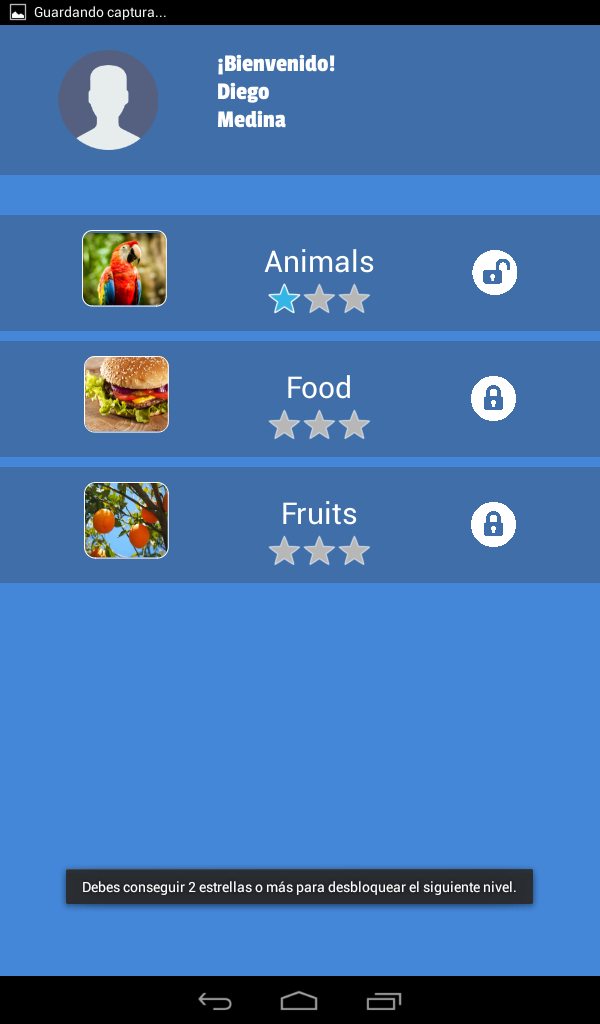 Guardando captura...
¡Bienvenido!
Diego
Medina
Animals
Food
Fruits
Debes conseguir 2 estrellas o más para desbloquear el siguiente nivel.